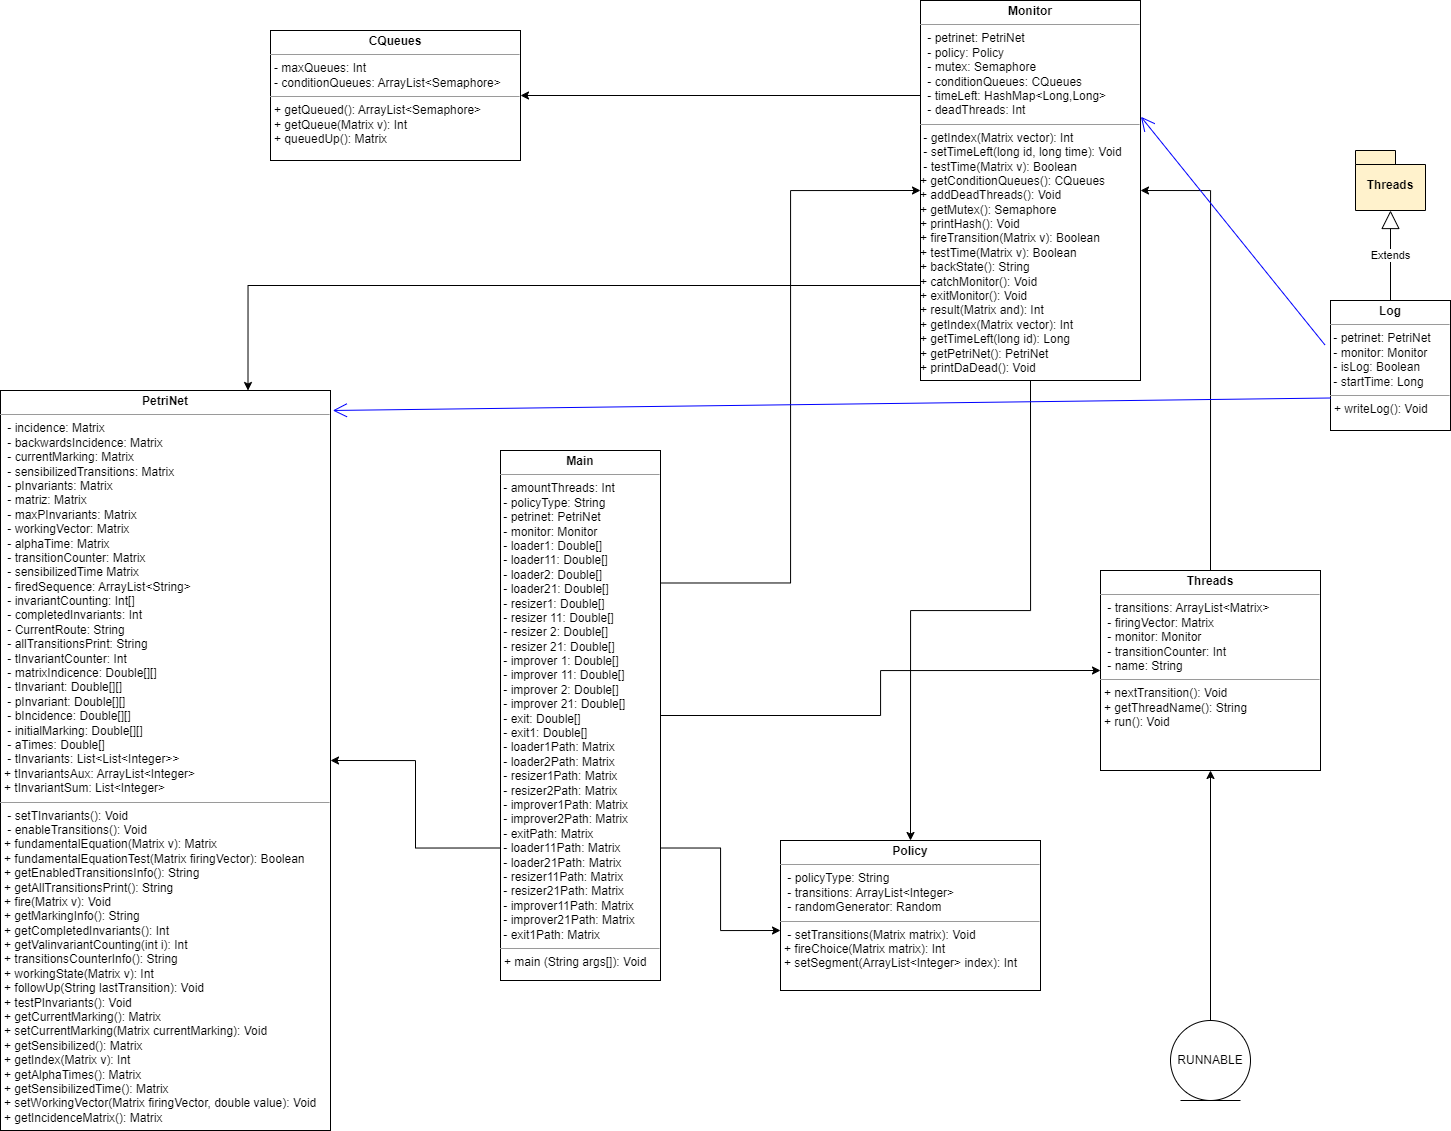 CQueues
- maxQueues: Int
- conditionQueues: ArrayList<Semaphore>
+ getQueued(): ArrayList<Semaphore>
+ getQueue(Matrix v): Int
+ queuedUp(): Matrix
Monitor
- petrinet: PetriNet
- policy: Policy
- mutex: Semaphore
- conditionQueues: CQueues
- timeLeft: HashMap<Long,Long>
- deadThreads: Int
- getIndex(Matrix vector): Int
- setTimeLeft(long id, long time): Void
- testTime(Matrix v): Boolean
+ getConditionQueues(): CQueues
+ addDeadThreads(): Void
+ getMutex(): Semaphore
+ printHash(): Void
+ fireTransition(Matrix v): Boolean
+ testTime(Matrix v): Boolean
+ backState(): String
+ catchMonitor(): Void
+ exitMonitor(): Void
+ result(Matrix and): Int
+ getIndex(Matrix vector): Int
+ getTimeLeft(long id): Long
+ getPetriNet(): PetriNet
+ printDaDead(): Void
Threads
Extends
Log
- petrinet: PetriNet
- monitor: Monitor
- isLog: Boolean
- startTime: Long
+ writeLog(): Void
PetriNet
- incidence: Matrix
- backwardsIncidence: Matrix
- currentMarking: Matrix
- sensibilizedTransitions: Matrix
- pInvariants: Matrix
- matriz: Matrix
- maxPInvariants: Matrix
- workingVector: Matrix
- alphaTime: Matrix
- transitionCounter: Matrix
- sensibilizedTime Matrix
- firedSequence: ArrayList<String>
- invariantCounting: Int[]
- completedInvariants: Int
- CurrentRoute: String
- allTransitionsPrint: String
- tInvariantCounter: Int
- matrixIndicence: Double[][]
- tInvariant: Double[][]
- pInvariant: Double[][]
- bIncidence: Double[][]
- initialMarking: Double[][]
- aTimes: Double[]
- tInvariants: List<List<Integer>>
+ tInvariantsAux: ArrayList<Integer>
+ tInvariantSum: List<Integer>
- setTInvariants(): Void
- enableTransitions(): Void
+ fundamentalEquation(Matrix v): Matrix
+ fundamentalEquationTest(Matrix firingVector): Boolean
+ getEnabledTransitionsInfo(): String
+ getAllTransitionsPrint(): String
+ fire(Matrix v): Void
+ getMarkingInfo(): String
+ getCompletedInvariants(): Int
+ getValinvariantCounting(int i): Int
+ transitionsCounterInfo(): String
+ workingState(Matrix v): Int
+ followUp(String lastTransition): Void
+ testPInvariants(): Void
+ getCurrentMarking(): Matrix
+ setCurrentMarking(Matrix currentMarking): Void
+ getSensibilized(): Matrix
+ getIndex(Matrix v): Int
+ getAlphaTimes(): Matrix
+ getSensibilizedTime(): Matrix
+ setWorkingVector(Matrix firingVector, double value): Void
+ getIncidenceMatrix(): Matrix
Main
- amountThreads: Int
- policyType: String
- petrinet: PetriNet
- monitor: Monitor
- loader1: Double[]
- loader11: Double[]
- loader2: Double[]
- loader21: Double[]
- resizer1: Double[]
- resizer 11: Double[]
- resizer 2: Double[]
- resizer 21: Double[]
- improver 1: Double[]
- improver 11: Double[]
- improver 2: Double[]
- improver 21: Double[]
- exit: Double[]
- exit1: Double[]
- loader1Path: Matrix
- loader2Path: Matrix
- resizer1Path: Matrix
- resizer2Path: Matrix
- improver1Path: Matrix
- improver2Path: Matrix
- exitPath: Matrix
- loader11Path: Matrix
- loader21Path: Matrix
- resizer11Path: Matrix
- resizer21Path: Matrix
- improver11Path: Matrix
- improver21Path: Matrix
- exit1Path: Matrix
+ main (String args[]): Void
Threads
- transitions: ArrayList<Matrix>
- firingVector: Matrix
- monitor: Monitor
- transitionCounter: Int
- name: String
+ nextTransition(): Void
+ getThreadName(): String
+ run(): Void
Policy
- policyType: String
- transitions: ArrayList<Integer>
- randomGenerator: Random
- setTransitions(Matrix matrix): Void
+ fireChoice(Matrix matrix): Int
+ setSegment(ArrayList<Integer> index): Int
RUNNABLE